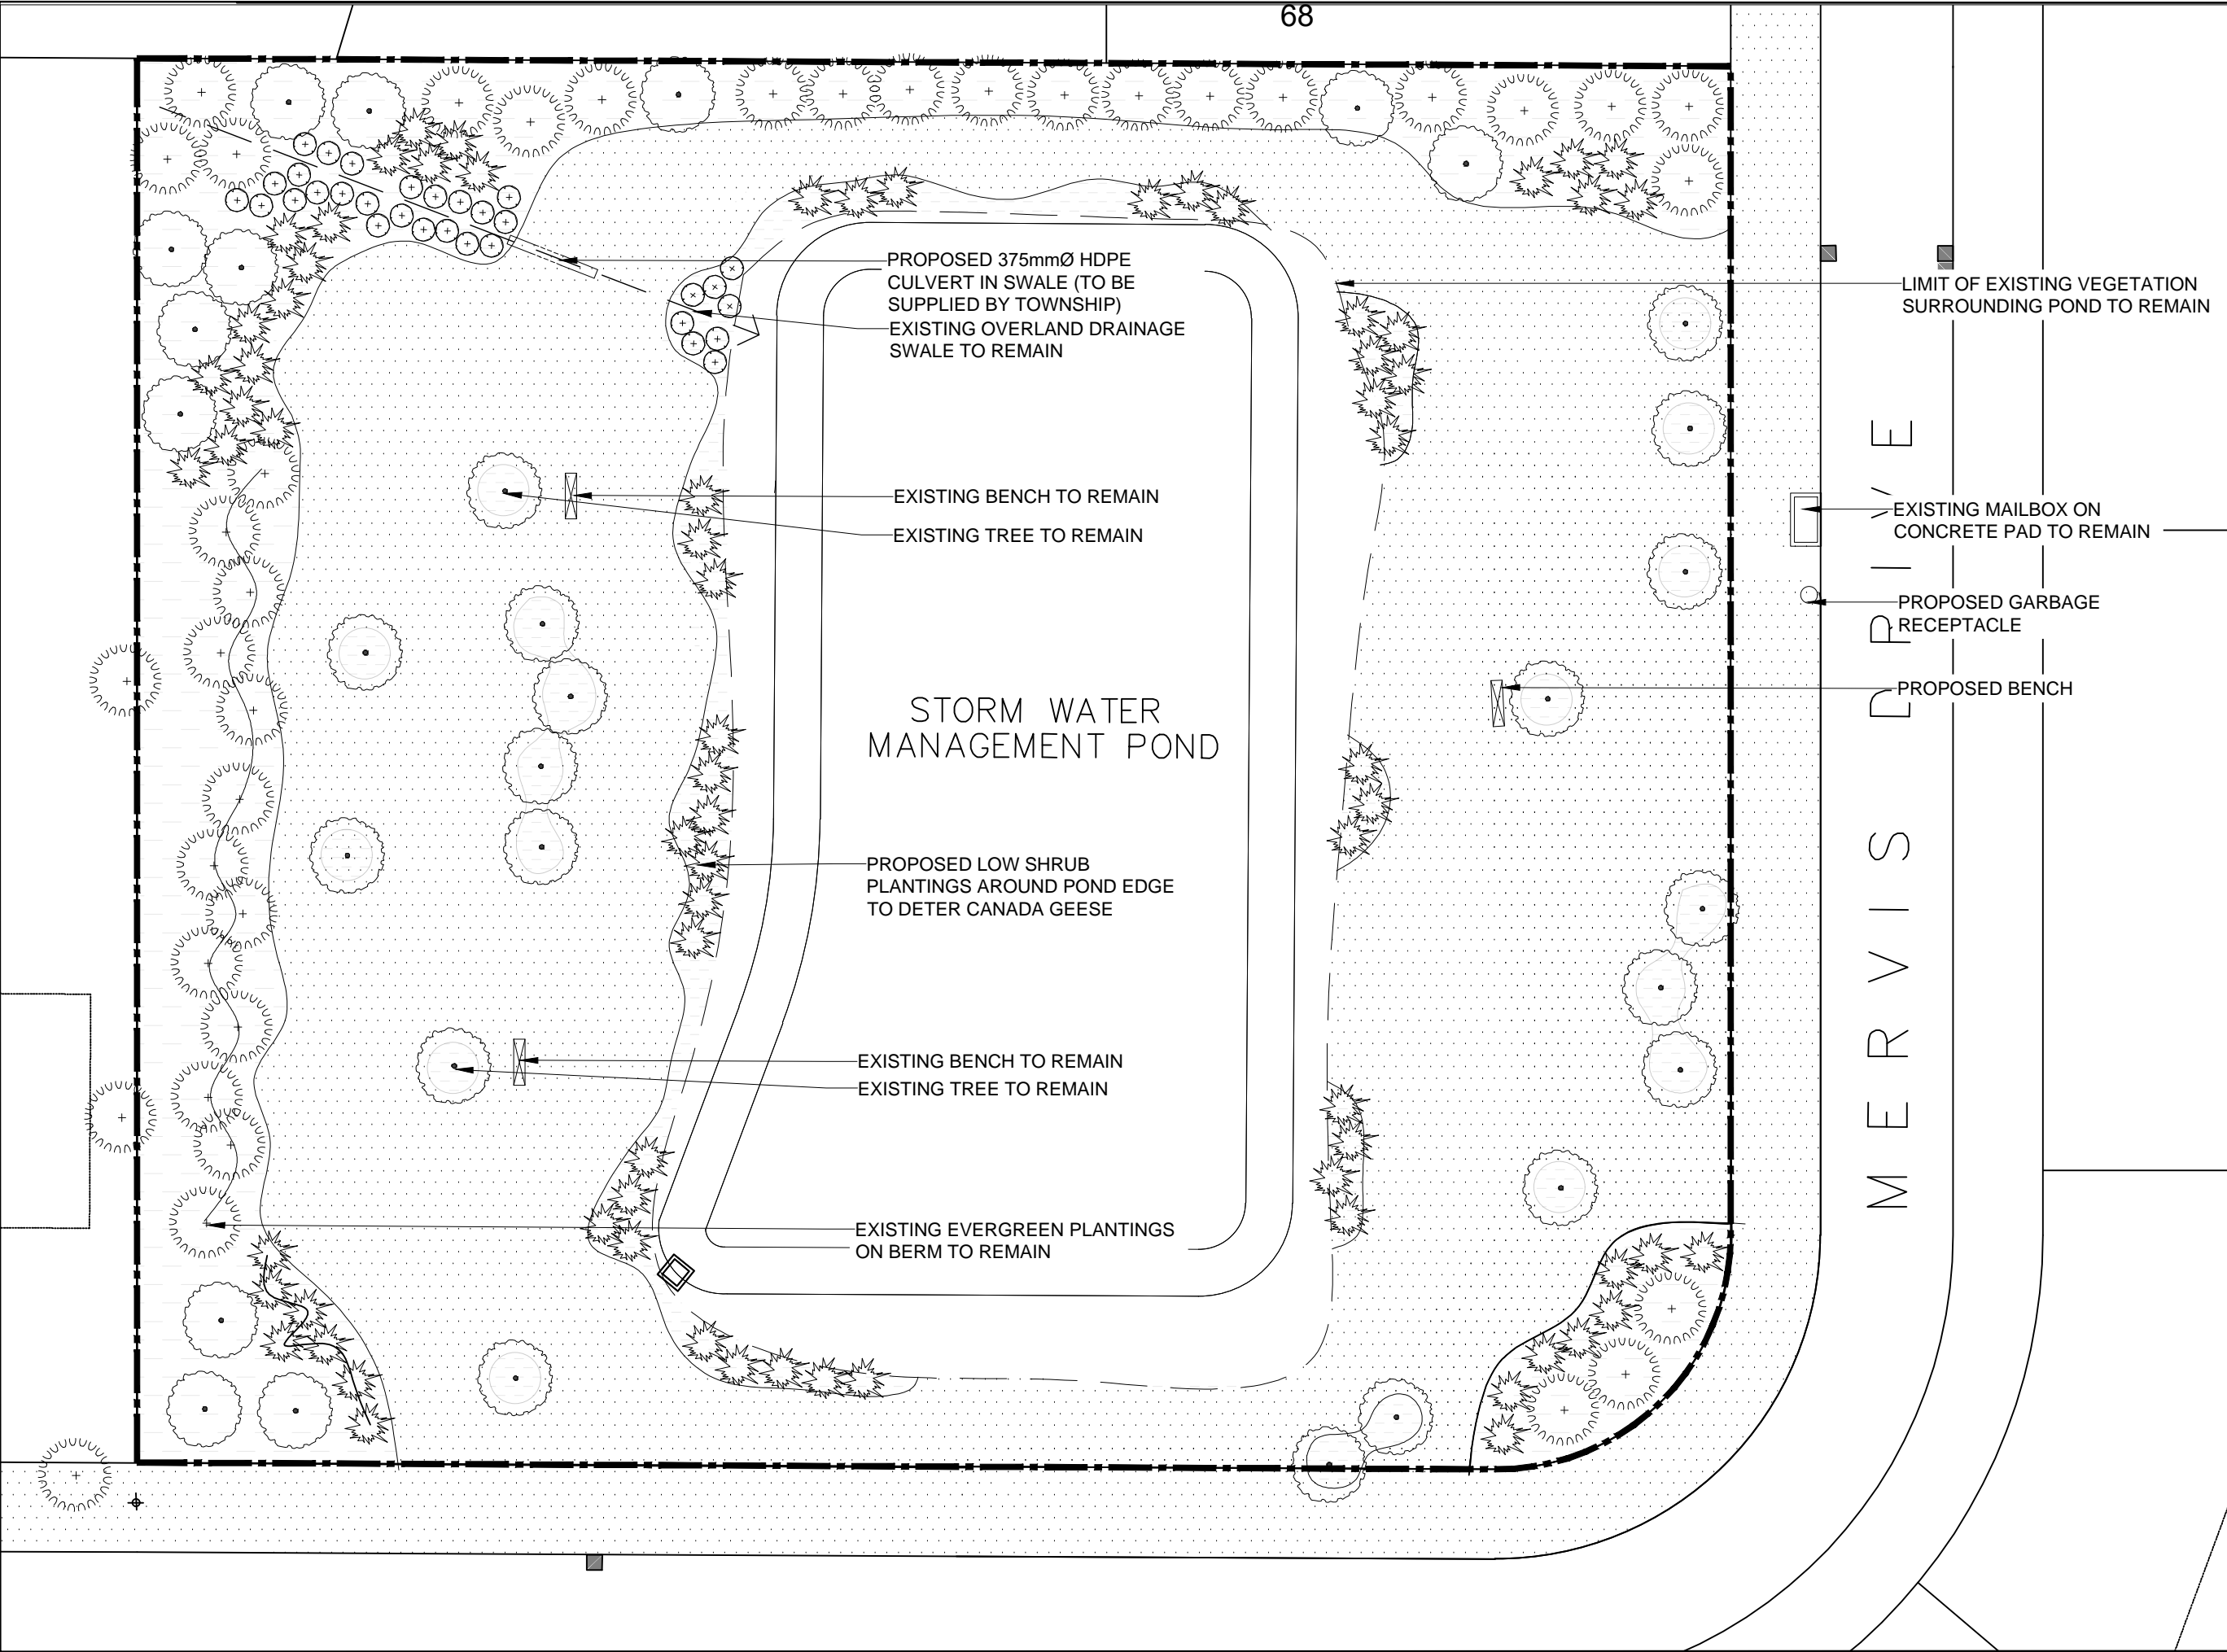 68
PROPOSED 375mmØ HDPE
CULVERT IN SWALE (TO BE
SUPPLIED BY TOWNSHIP)
EXISTING OVERLAND DRAINAGE
SWALE TO REMAIN
LIMIT OF EXISTING VEGETATION
SURROUNDING POND TO REMAIN
EXISTING BENCH TO REMAIN
EXISTING TREE TO REMAIN
EXISTING MAILBOX ON
CONCRETE PAD TO REMAIN
PROPOSED GARBAGE
RECEPTACLE
PROPOSED BENCH
STORM WATER
MANAGEMENT POND
PROPOSED LOW SHRUB
PLANTINGS AROUND POND EDGE
TO DETER CANADA GEESE
EXISTING BENCH TO REMAIN
EXISTING TREE TO REMAIN
EXISTING EVERGREEN PLANTINGS
ON BERM TO REMAIN
MERVIS DRIVE